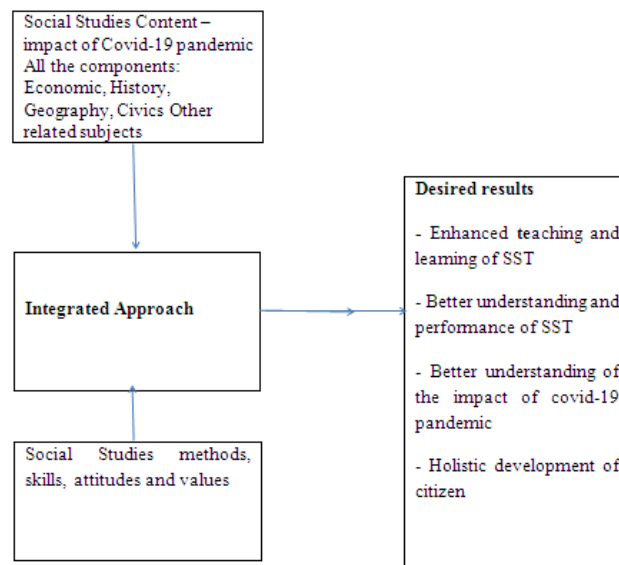 Social Studies Content –
impact of Covid-19 pandemic
All the components:
Economic, History,
Geography, Civics Other
related subjects
Integrated Approach
Social Studies methods,
skills, attitudes and values
Desired results
- Enhanced teaching and
learning of SST
- Better understanding and
performance of SST
- Better understanding of
the impact of covid-19
pandemic
- Holistic development of
citizen